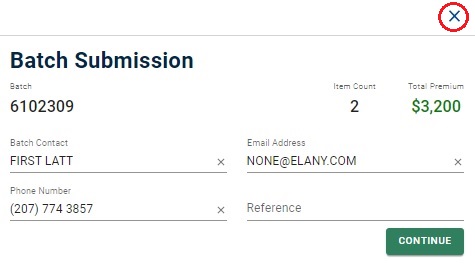 Batch Submission
Batch Item Count Total Premium
6102309 2 $3,200
Batch Contact Email Address
FIRST LATT NONE@ELANY.COM
Phone Number
(207) 774 3857 Reference
CONTINUE